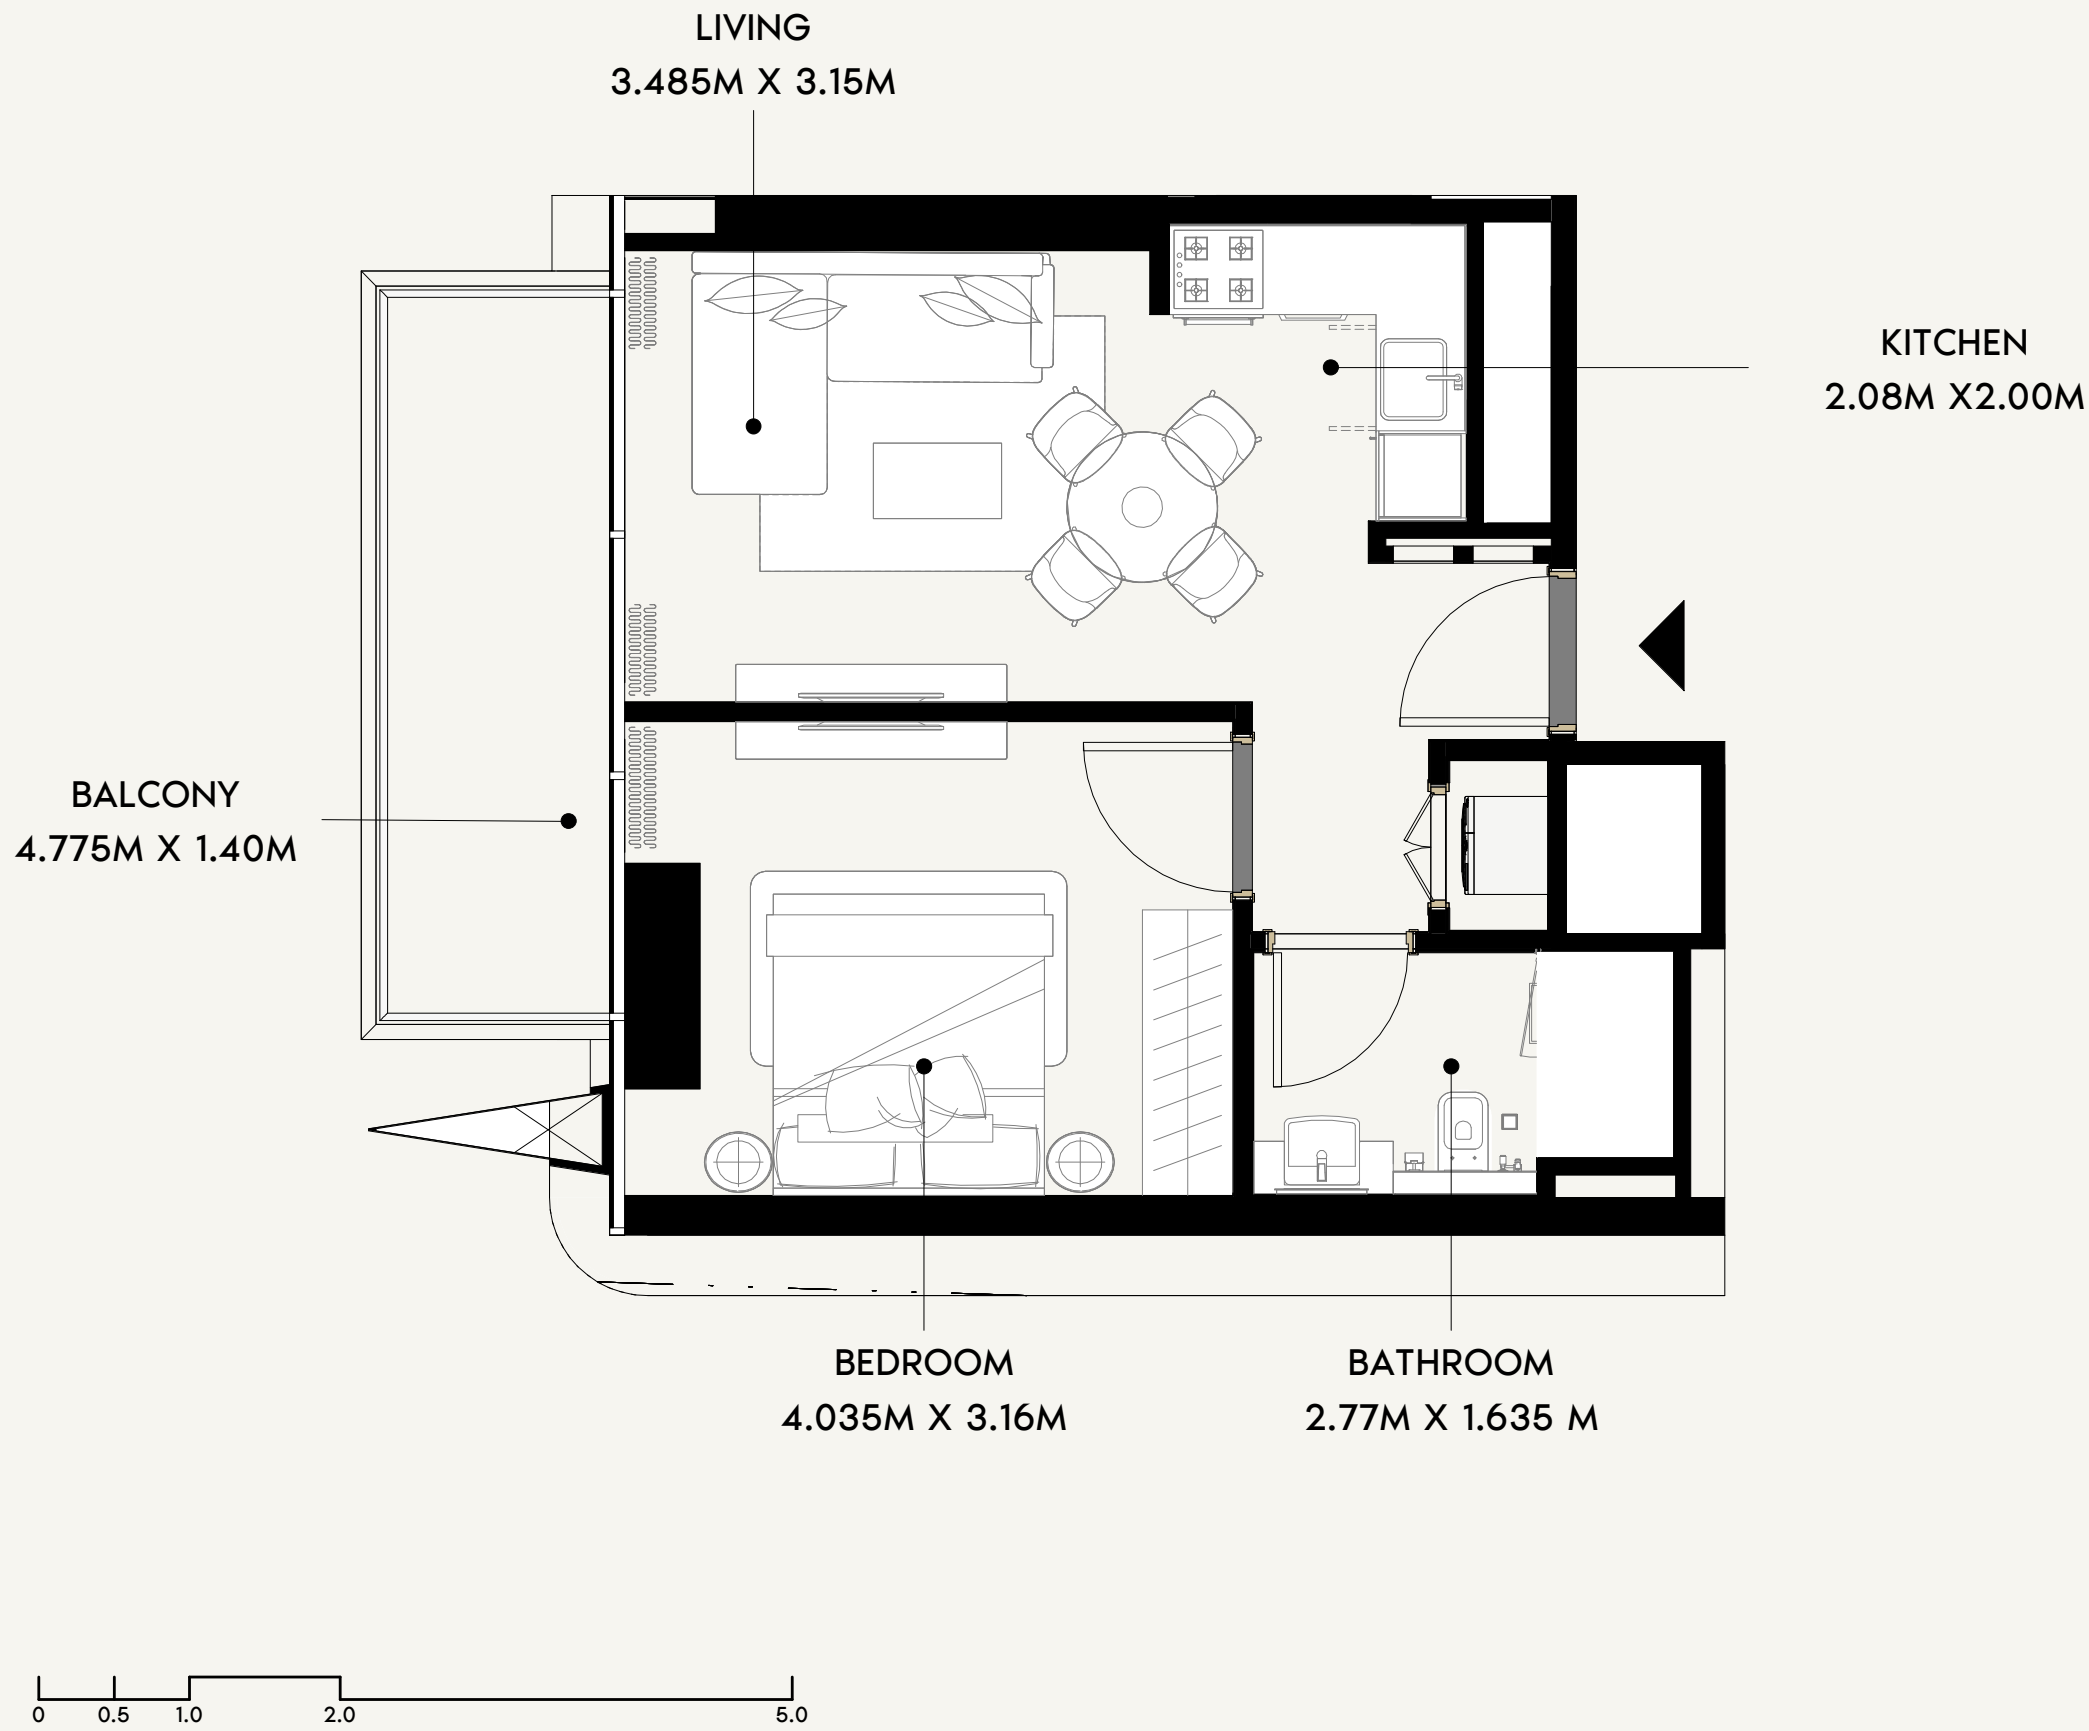 LIVING
3.485M X 3.15M
KITCHEN
2.08M X2.00M
BALCONY
4.775M X 1.40M
BEDROOM
4.035M X 3.16M
BATHROOM
2.77M X 1.635 M
0 0.5 1.0 2.0 5.0